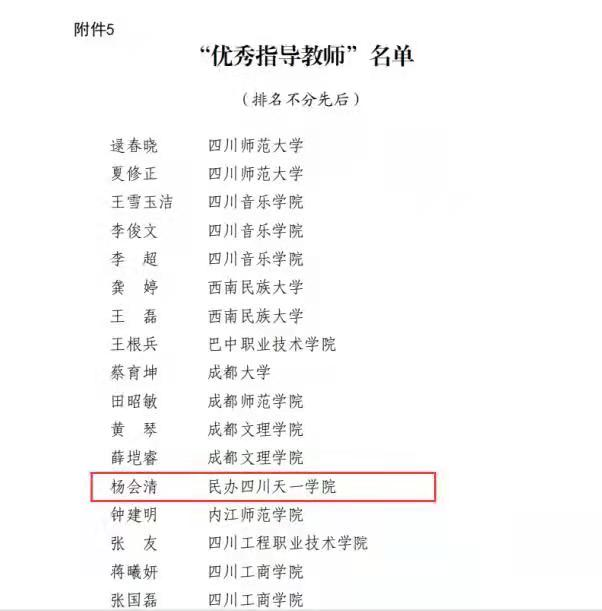 附件5
“优秀指导教师”名单
（排名不分先后）
逯春晓 四川师范大学
夏修正 四川师范大学
王雪玉洁 四川音乐学院
李俊文 四川音乐学院
李 超 四川音乐学院
龚 婷 西南民族大学
王 磊 西南民族大学
王根兵 巴中职业技术学院
蔡育坤 成都大学
田昭敏 成都师范学院
黄 琴 成都文理学院
薛垲睿 成都文理学院
杨会清 民办四川天一学院
钟建明 内江师范学院
张 友 四川工程职业技术学院
蒋曦妍 四川工商学院
张国磊 四川工商学院